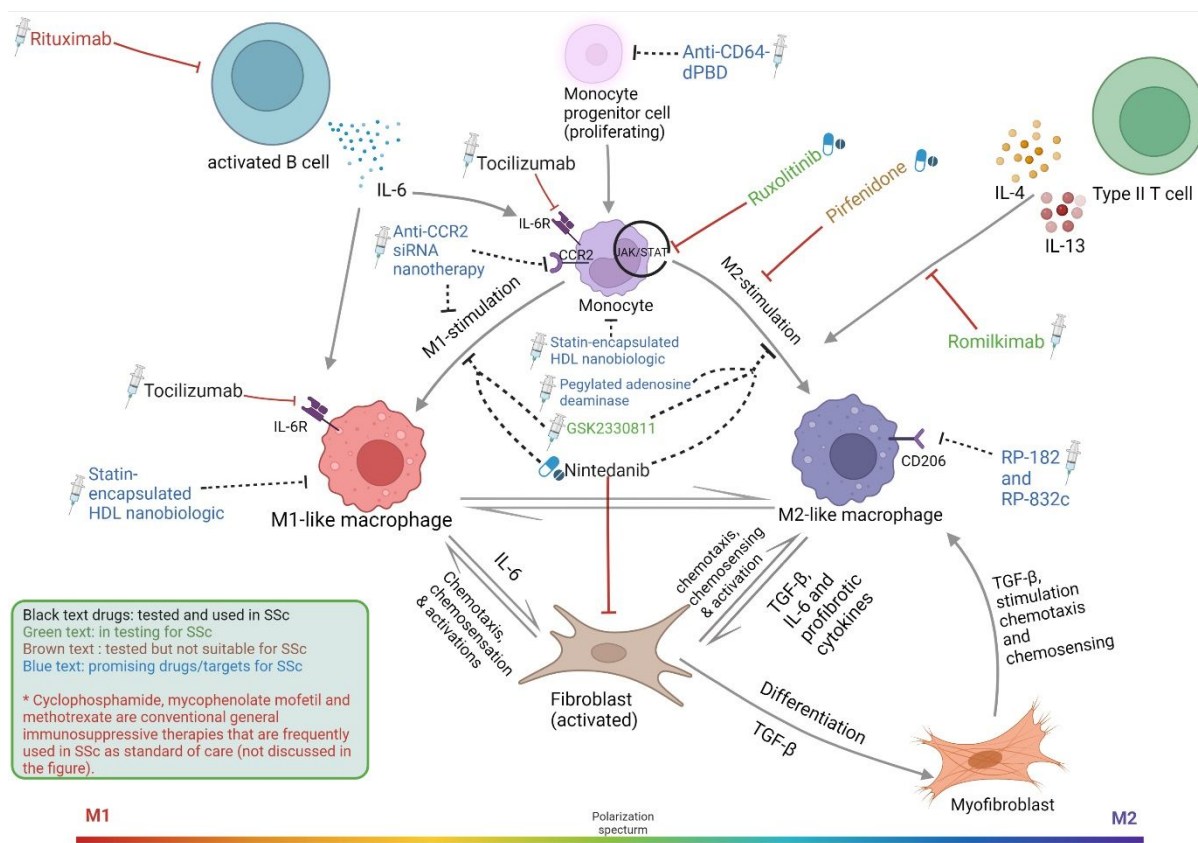 Rituximab
activated B cell
IL-6
Monocyte
progenitor cell
(proliferating)
Anti-CD64-
dPBD
Tocilizumab
IL-6R
Anti-CCR2
siRNA
nanotherapy
CCR2
JAK/STAT
Monocyte
Ruxolitinib
Pirfenidone
IL-4
IL-13
Type II T cell
Romilkimab
M1-stimulation
M2-stimulation
Statin-encapsulated
HDL nanobiologic
Pegylated adenosine
deaminase
GSK2330811
Nintedanib
Tocilizumab
IL-6R
Statin-
encapsulated
HDL nanobiologic
M1-like macrophage
CD206
M2-like macrophage
RP-182
and
RP-832c
IL-6
Chemotaxis,
chemosensation
& activations
chemotaxis,
chemosensing
& activation
TGF-β,
IL-6 and
profibrotic
cytokines
TGF-β,
stimulation
chemotaxis
and
chemosensing
Fibroblast
(activated)
Differentiation
TGF-β
Myofibroblast
Black text drugs: tested and used in SSc
Green text: in testing for SSc
Brown text : tested but not suitable for SSc
Blue text: promising drugs/targets for SSc
* Cyclophosphamide, mycophenolate mofetil and
methotrexate are conventional general
immunosuppressive therapies that are frequently
used in SSc as standard of care (not discussed in
the figure).
M1
Polarization
specturm
M2